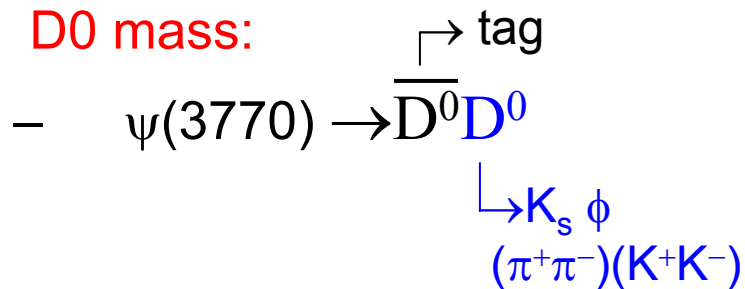 D0 mass:
→ tag
– ψ(3770) → D̅⁰D⁰
→Kₛ ϕ
(π⁺π⁻)(K⁺K⁻)